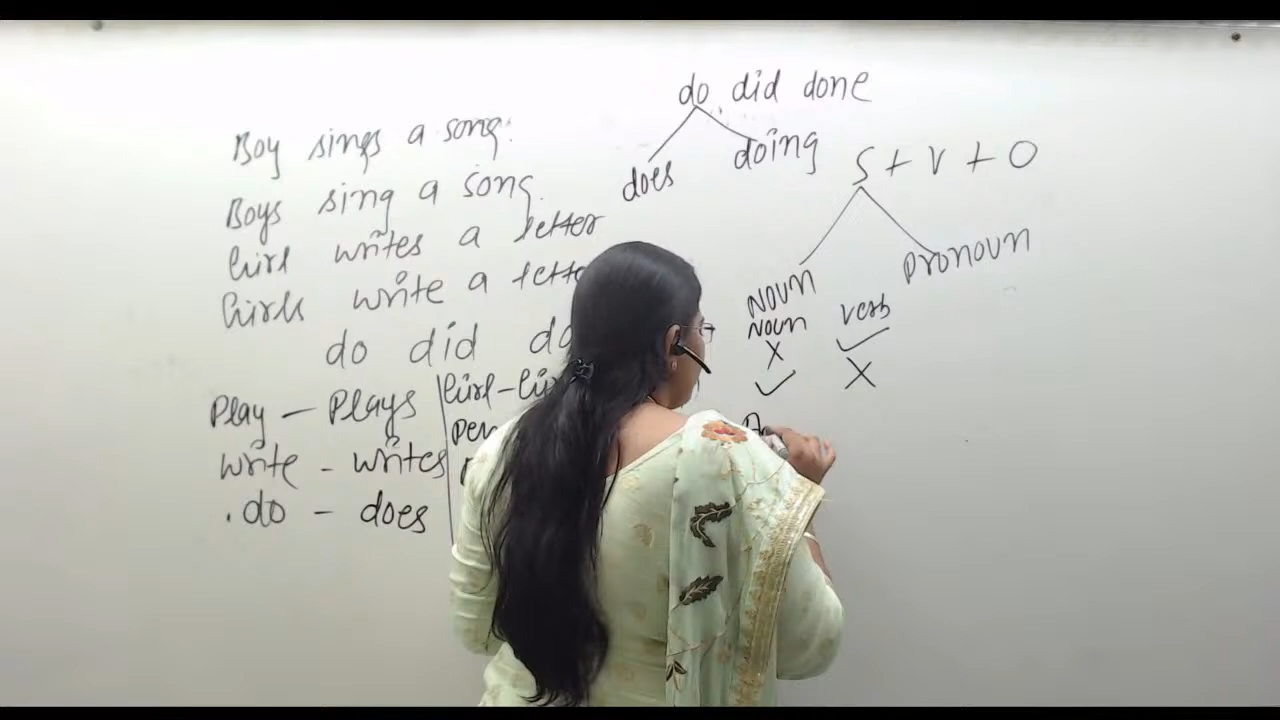 Boy sings a song.
Boys sing a song.
Girl writes a letter
Girls write a
do did
Play - Plays
write - writes
.do - does
Girl -
do did done
does doing
S + V + O
Noun Pronoun
Noun verb
X ✓
✓ X